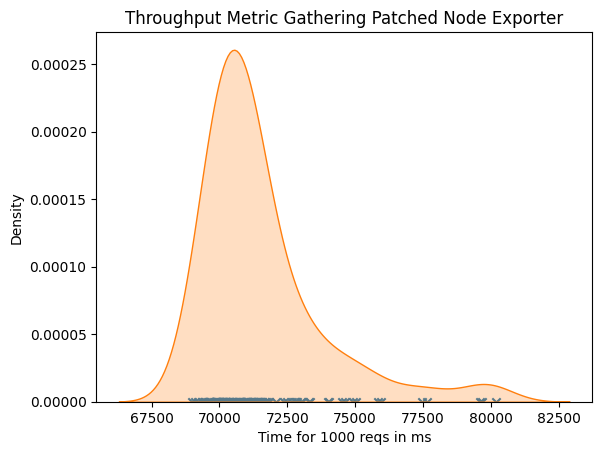 Throughput Metric Gathering Patched Node Exporter
0.00025
0.00020
0.00015
0.00010
0.00005
0.00000
Density
67500 70000 72500 75000 77500 80000 82500
Time for 1000 reqs in ms